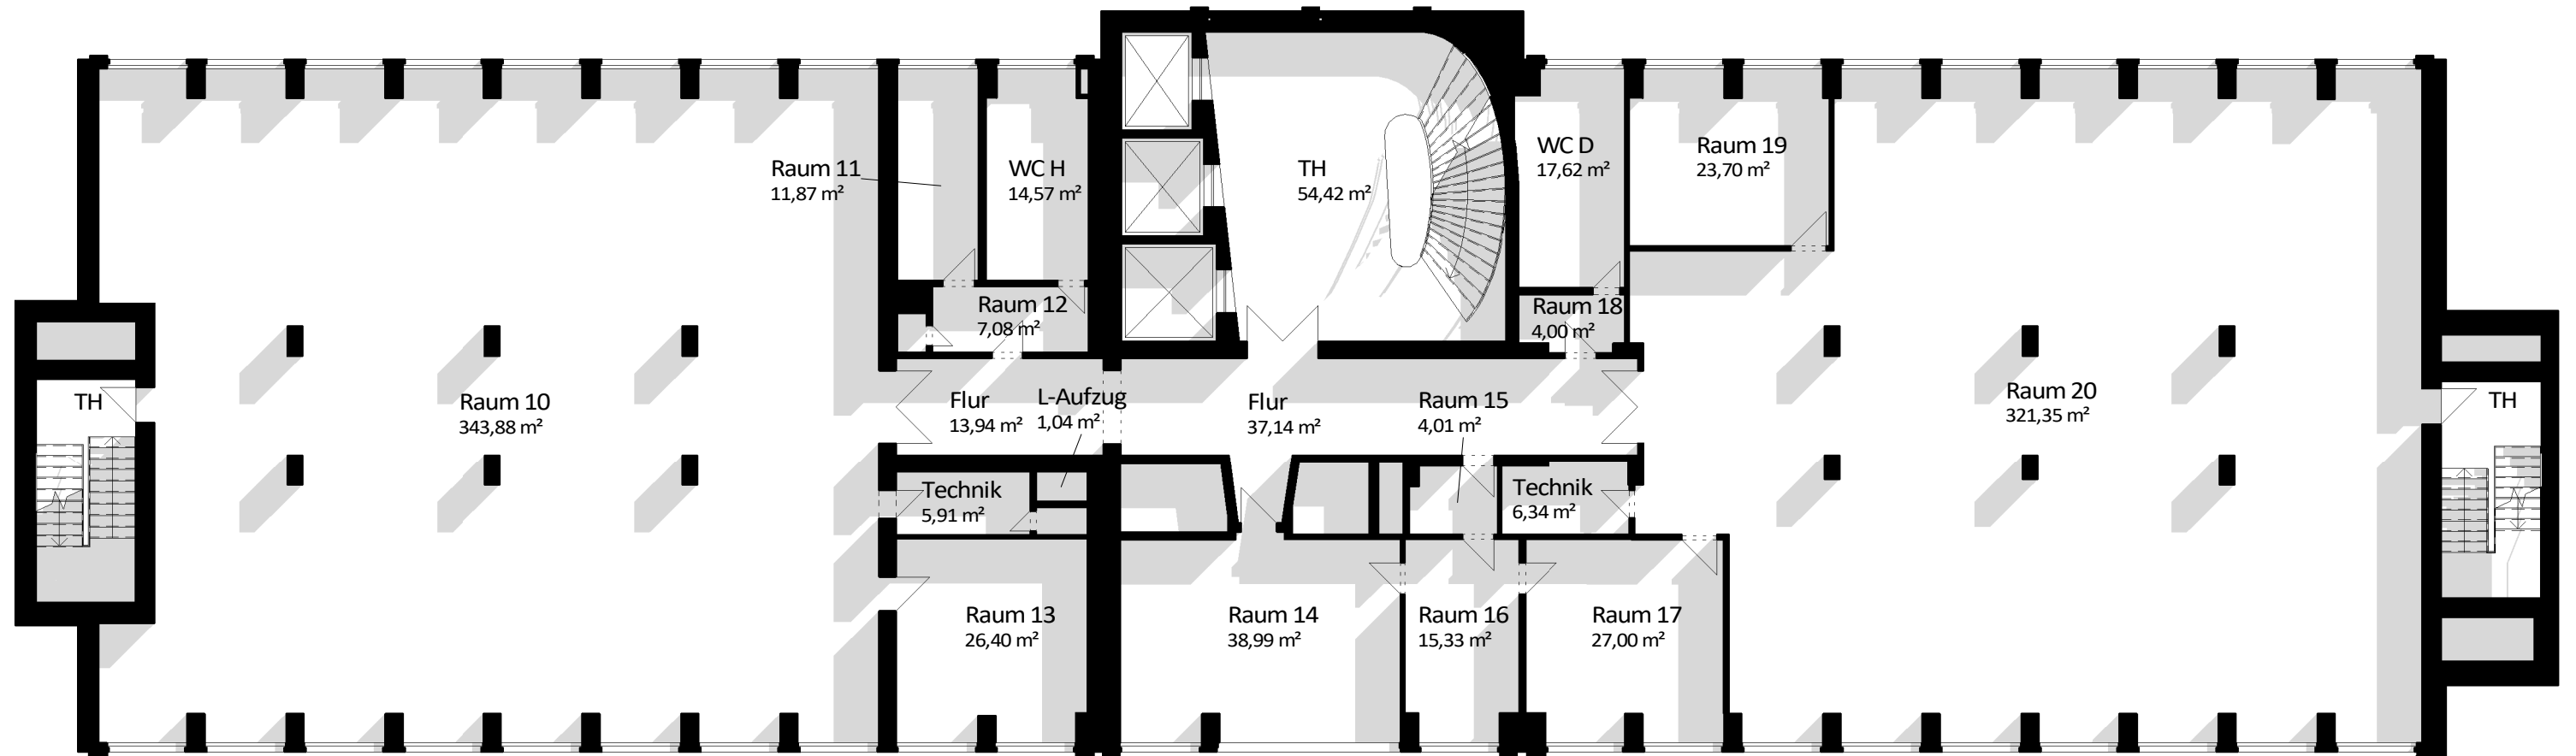 Raum 11
11,87 m²
WC H
14,57 m²
TH
54,42 m²
WC D
17,62 m²
Raum 19
23,70 m²
Raum 12
7,08 m²
Raum 18
4,00 m²
TH
Raum 10
343,88 m²
Flur
13,94 m²
L-Aufzug
1,04 m²
Flur
37,14 m²
Raum 15
4,01 m²
Raum 20
321,35 m²
TH
Technik
5,91 m²
Technik
6,34 m²
Raum 13
26,40 m²
Raum 14
38,99 m²
Raum 16
15,33 m²
Raum 17
27,00 m²